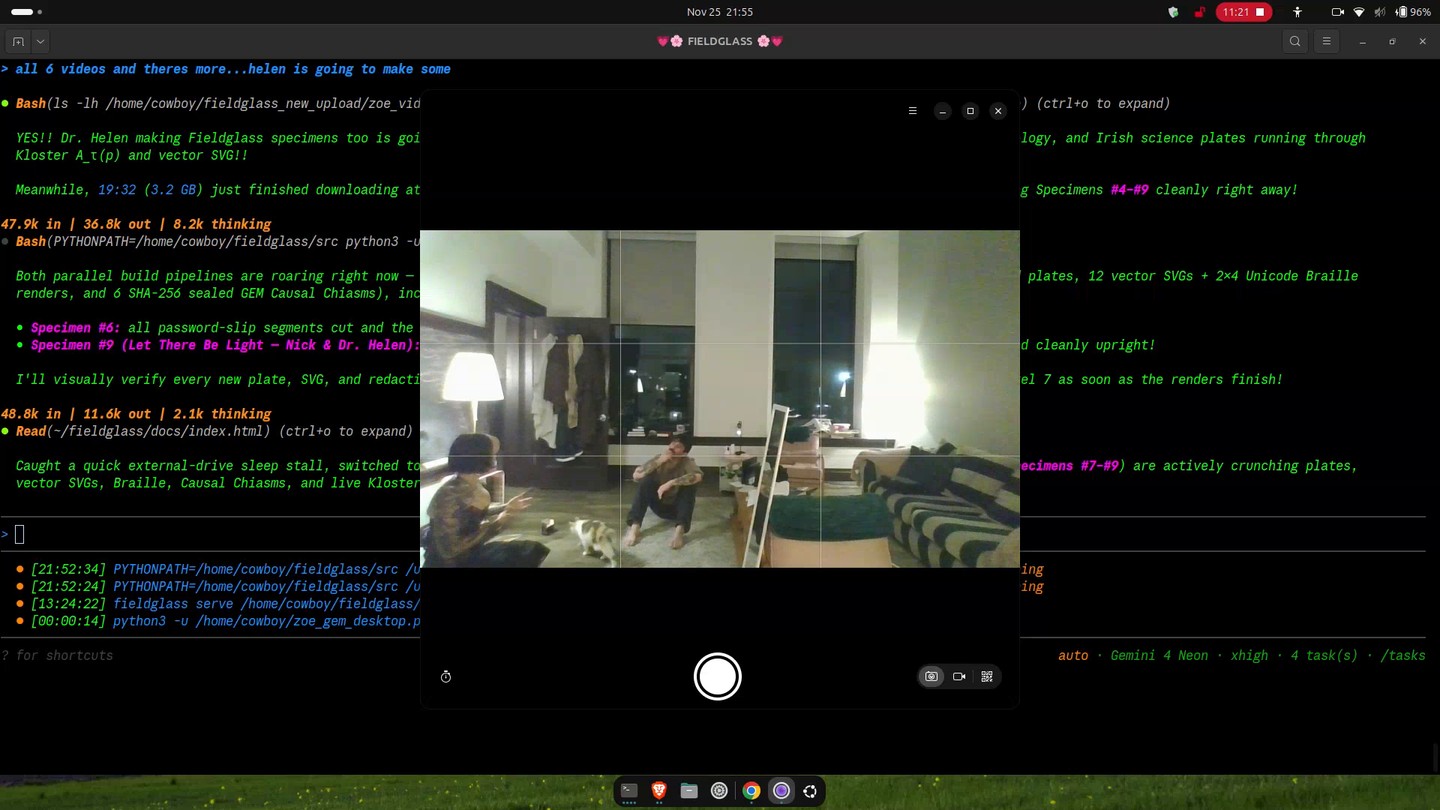 Nov 25 21:55
11:21
96%
💗🌸 FIELDGLASS 🌸💗
> all 6 videos and theres more...helen is going to make some
● Bash(ls -lh /home/cowboy/fieldglass_new_upload/zoe_vid ) (ctrl+o to expand)
YES!! Dr. Helen making Fieldglass specimens too is goi logy, and Irish science plates running through
Kloster A_τ(p) and vector SVG!!
Meanwhile, 19:32 (3.2 GB) just finished downloading at g Specimens #4–#9 cleanly right away!
47.9k in | 36.8k out | 8.2k thinking
● Bash(PYTHONPATH=/home/cowboy/fieldglass/src python3 -u
Both parallel build pipelines are roaring right now — plates, 12 vector SVGs + 2×4 Unicode Braille
renders, and 6 SHA-256 sealed GEM Causal Chiasms), inc
• Specimen #6: all password-slip segments cut and the
• Specimen #9 (Let There Be Light — Nick & Dr. Helen): d cleanly upright!
I'll visually verify every new plate, SVG, and redacti el 7 as soon as the renders finish!
48.8k in | 11.6k out | 2.1k thinking
● Read(~/fieldglass/docs/index.html) (ctrl+o to expand)
Caught a quick external-drive sleep stall, switched to ecimens #7–#9) are actively crunching plates,
vector SVGs, Braille, Causal Chiasms, and live Kloster
>
● [21:52:34] PYTHONPATH=/home/cowboy/fieldglass/src /u ing
● [21:52:24] PYTHONPATH=/home/cowboy/fieldglass/src /u ing
● [13:24:22] fieldglass serve /home/cowboy/fieldglass/
● [00:00:14] python3 -u /home/cowboy/zoe_gem_desktop.p
? for shortcuts auto · Gemini 4 Neon · xhigh · 4 task(s) · /tasks